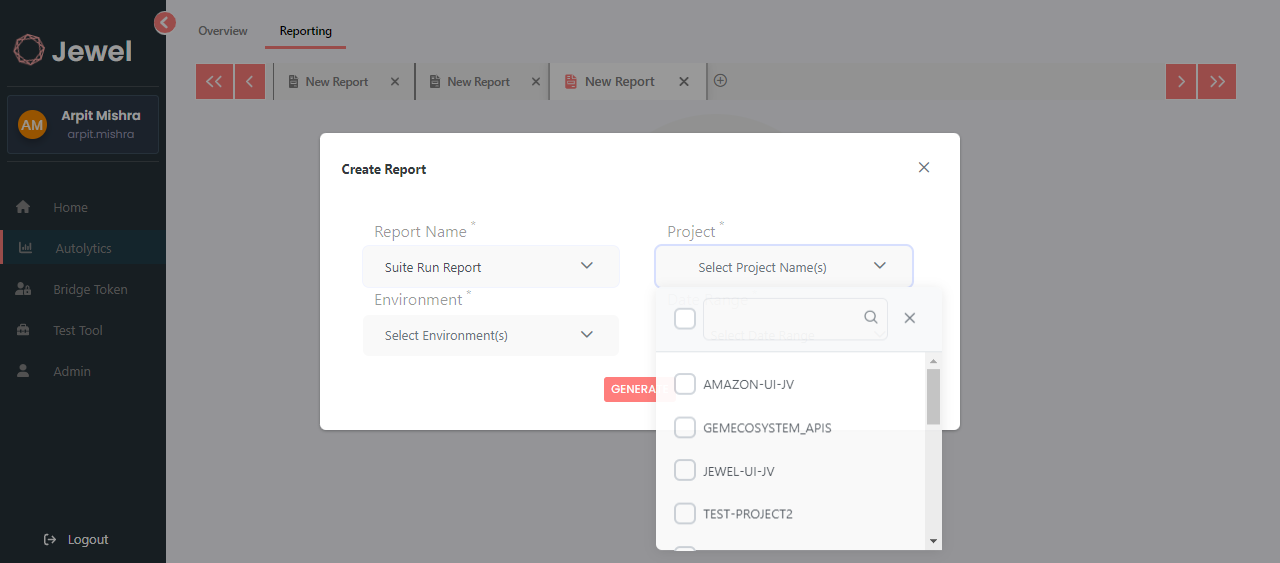 Jewel
AM
Arpit Mishra
arpit.mishra
Home
Autolytics
Bridge Token
Test Tool
Admin
Logout
Overview
Reporting
New Report
New Report
New Report
Create Report
Report Name *
Suite Run Report
Project *
Select Project Name(s)
Environment *
Select Environment(s)
Date Range
Select Date Range
GENERA
AMAZON-UI-JV
GEMECOSYSTEM_APIS
JEWEL-UI-JV
TEST-PROJECT2